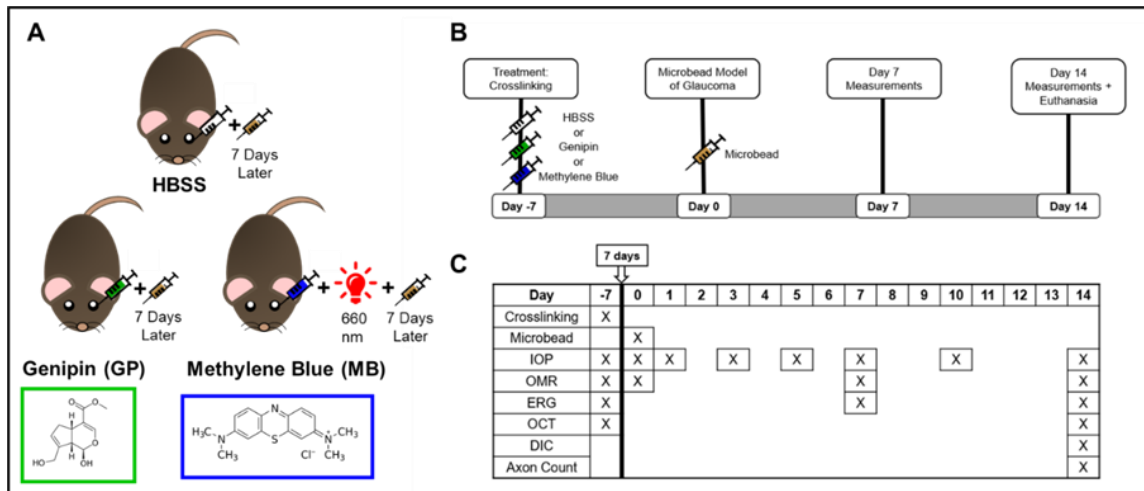 A
HBSS
7 Days
Later
7 Days
Later
660
nm
7 Days
Later
Genipin (GP)
Methylene Blue (MB)
O
O
CH₃
H
O
H
HO
OH
H₃C
N
CH₃
N
S
N⁺
CH₃
CH₃
Cl⁻
B
Treatment:
Crosslinking
Microbead Model
of Glaucoma
Day 7
Measurements
Day 14
Measurements +
Euthanasia
HBSS
or
Genipin
or
Methylene Blue
Microbead
Day -7
Day 0
Day 7
Day 14
C
7 days
Day -7 0 1 2 3 4 5 6 7 8 9 10 11 12 13 14
Crosslinking X
Microbead X
IOP X X X X X X X X
OMR X X X X
ERG X X X
OCT X X
DIC X
Axon Count X